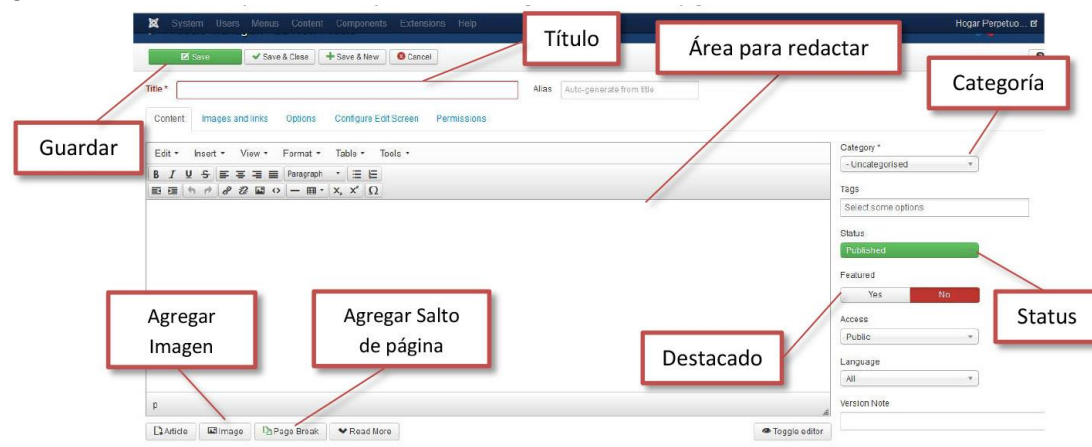 System Users Menus Content Components Extensions Help
Hogar Perpetuo...
Título
Área para redactar
Categoría
Guardar
Save
Save & Close
Save & New
Cancel
Title *
Alias
Auto-generate from title
Content
Images and links
Options
Configure Edit Screen
Permissions
Edit Insert View Format Table Tools
Paragraph
Category *
- Uncategorised
Tags
Select some options
Status
Published
Featured
Yes
No
Access
Public
Language
All
Version Note
Status
Destacado
Agregar
Imagen
Agregar Salto
de página
p
Article
Image
Page Break
Read More
Toggle editor